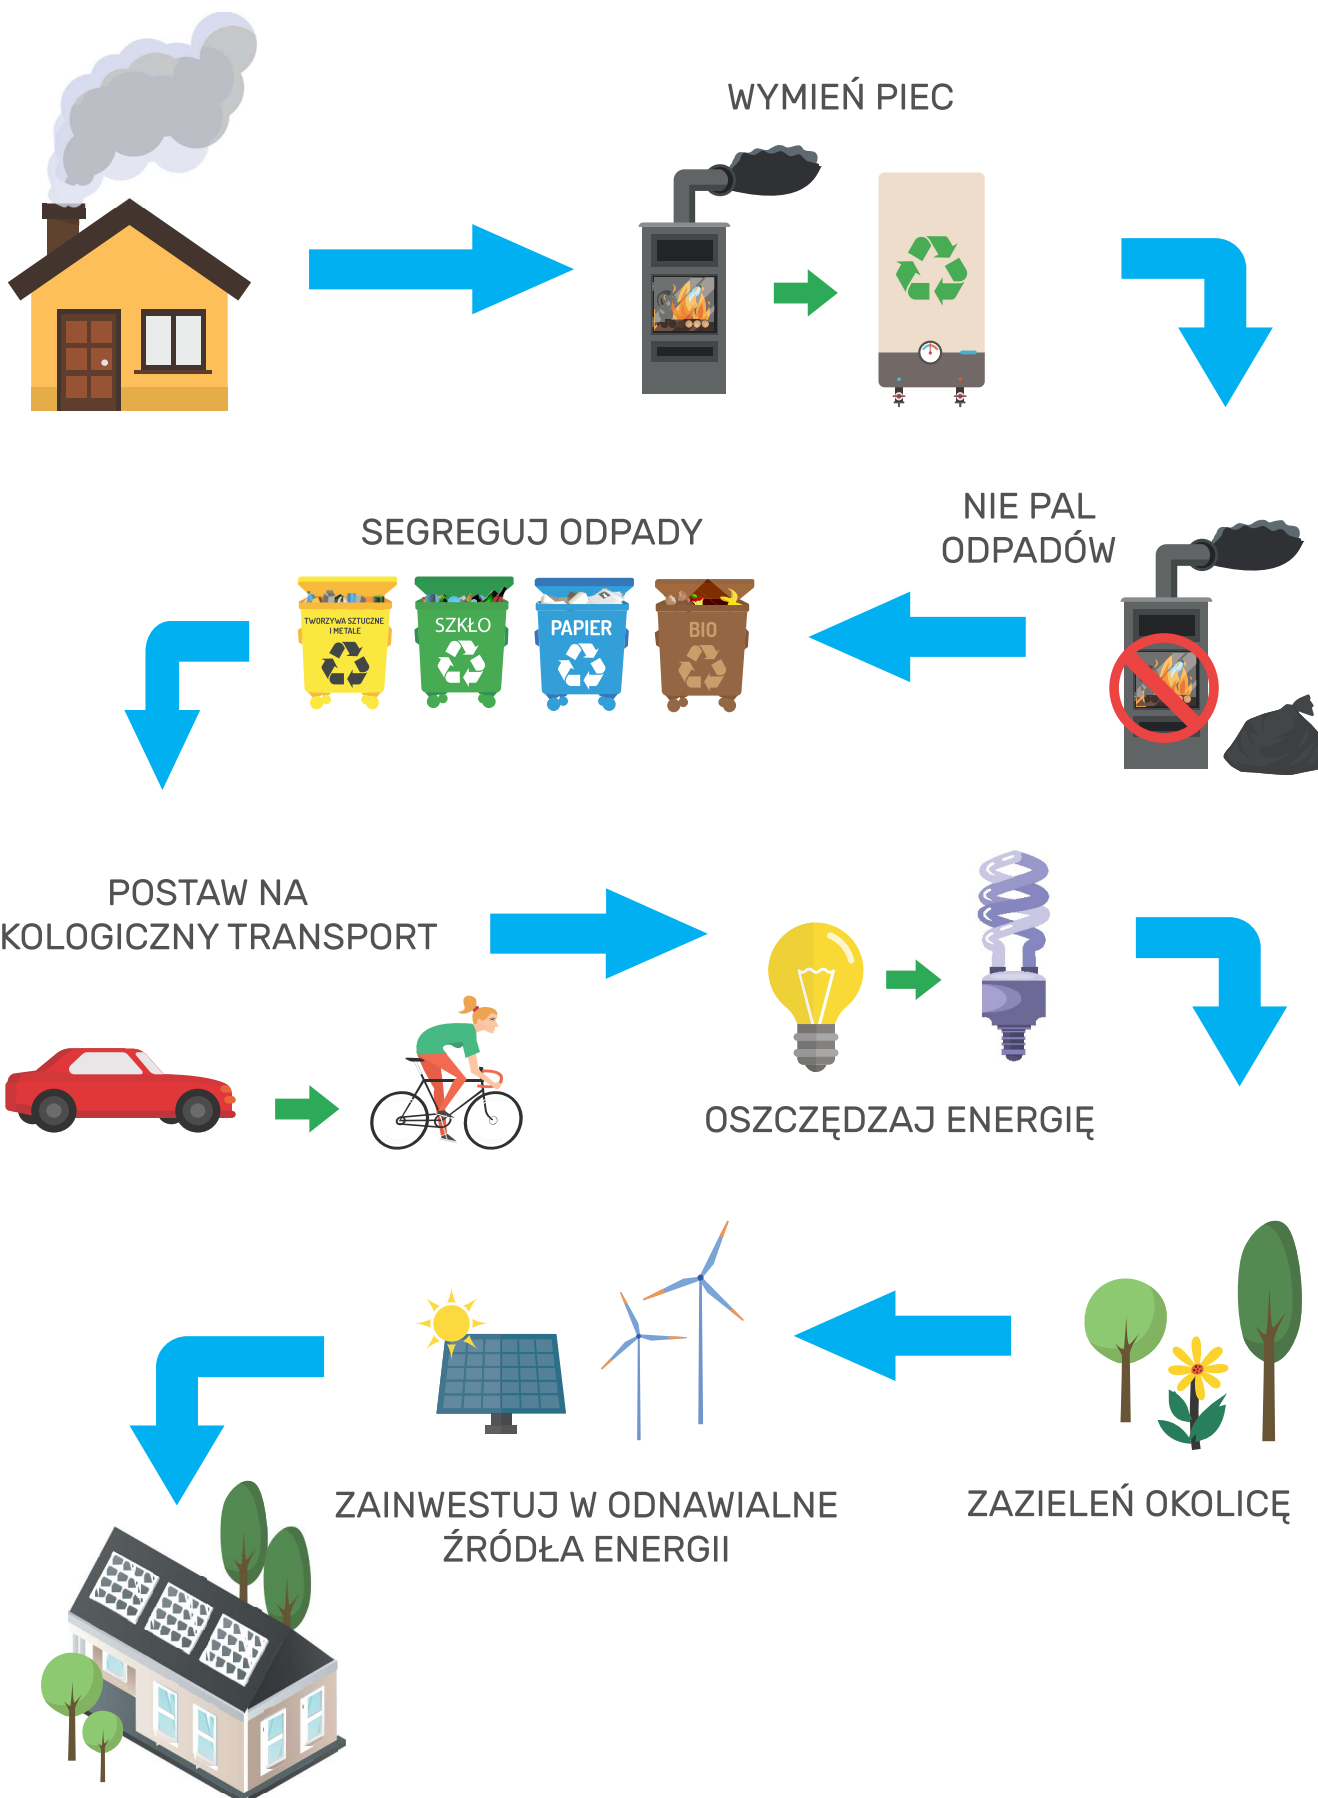 WYMIEŃ PIEC
NIE PAL
ODPADÓW
SEGREGUJ ODPADY
TWORZYWA SZTUCZNE
I METALE
SZKŁO
PAPIER
BIO
POSTAW NA
KOLOGICZNY TRANSPORT
OSZCZĘDZAJ ENERGIĘ
ZAZIELEŃ OKOLICĘ
ZAINWESTUJ W ODNAWIALNE
ŹRÓDŁA ENERGII